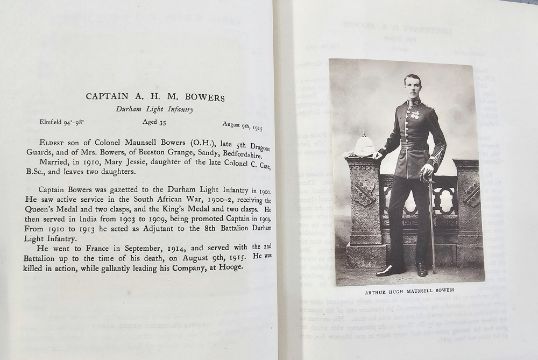 CAPTAIN A. H. M. BOWERS
Durham Light Infantry
Elmfield 94²–98² Aged 35 August 9th, 1915
ELDEST son of Colonel Maunsell Bowers (O.H.), late 5th Dragoon
Guards, and of Mrs. Bowers, of Beeston Grange, Sandy, Bedfordshire.
Married, in 1910, Mary Jessie, daughter of the late Colonel C.
B.Sc., and leaves two daughters.
Captain Bowers was gazetted to the Durham Light Infantry in 1900.
He saw active service in the South African War, 1900-2, receiving the
Queen's Medal and two clasps, and the King's Medal and two clasps. He
then served in India from 1903 to 1909, being promoted Captain in
From 1910 to 1913 he acted as Adjutant to the 8th Battalion Durham
Light Infantry.
He went to France in September, 1914, and served with the 2nd
Battalion up to the time of his death, on August 9th, 1915. He was
killed in action, while gallantly leading his Company, at Hooge.
ARTHUR HUGH MAUNSELL BOWERS